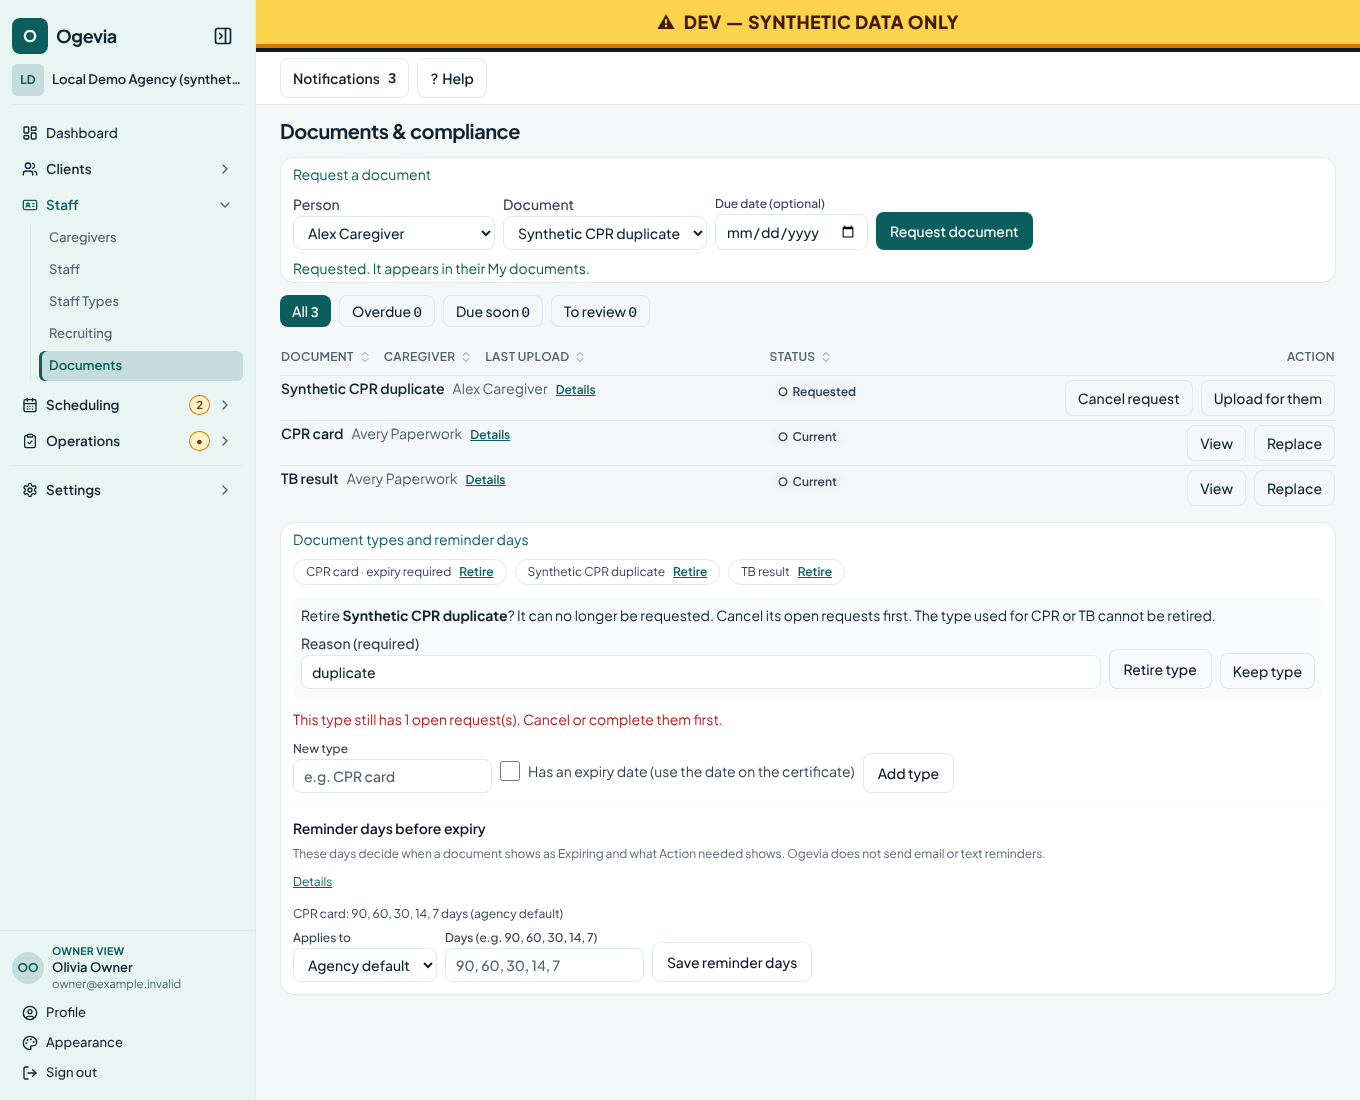 O Ogevia
LD Local Demo Agency (synthet...
Dashboard
Clients
Staff
Caregivers
Staff
Staff Types
Recruiting
Documents
Scheduling 2
Operations
Settings
OWNER VIEW
OO Olivia Owner
owner@example.invalid
Profile
Appearance
Sign out
DEV — SYNTHETIC DATA ONLY
Notifications 3 ? Help
Documents & compliance
Request a document
Person Document Due date (optional)
Alex Caregiver Synthetic CPR duplicate mm/dd/yyyy Request document
Requested. It appears in their My documents.
All 3 Overdue 0 Due soon 0 To review 0
DOCUMENT CAREGIVER LAST UPLOAD STATUS ACTION
Synthetic CPR duplicate Alex Caregiver Details Requested Cancel request Upload for them
CPR card Avery Paperwork Details Current View Replace
TB result Avery Paperwork Details Current View Replace
Document types and reminder days
CPR card · expiry required Retire Synthetic CPR duplicate Retire TB result Retire
Retire Synthetic CPR duplicate? It can no longer be requested. Cancel its open requests first. The type used for CPR or TB cannot be retired.
Reason (required)
duplicate Retire type Keep type
This type still has 1 open request(s). Cancel or complete them first.
New type
e.g. CPR card Has an expiry date (use the date on the certificate) Add type
Reminder days before expiry
These days decide when a document shows as Expiring and what Action needed shows. Ogevia does not send email or text reminders.
Details
CPR card: 90, 60, 30, 14, 7 days (agency default)
Applies to Days (e.g. 90, 60, 30, 14, 7)
Agency default 90, 60, 30, 14, 7 Save reminder days